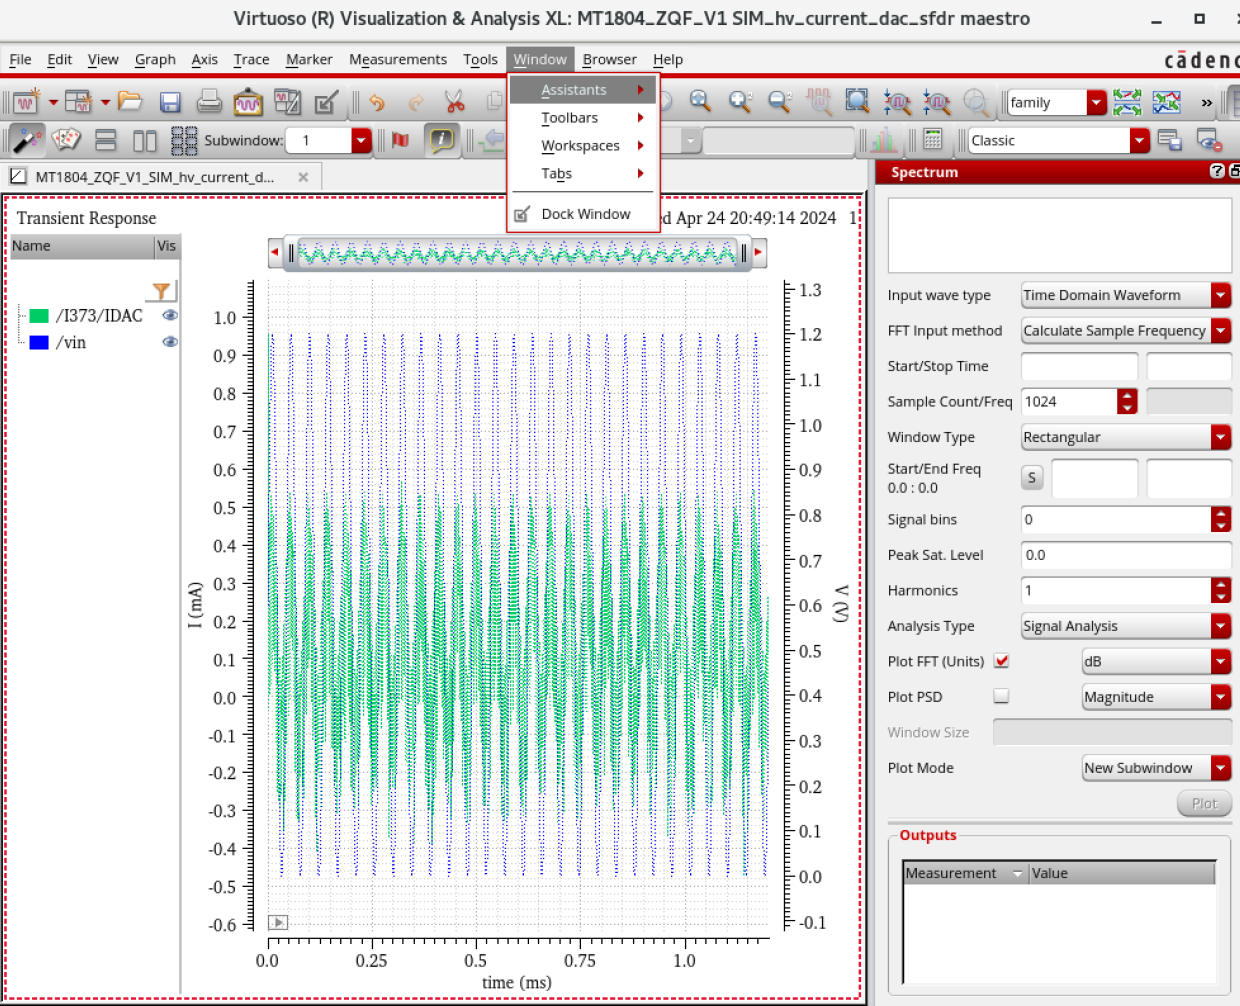 Virtuoso (R) Visualization & Analysis XL: MT1804_ZQF_V1 SIM_hv_current_dac_sfdr maestro
File Edit View Graph Axis Trace Marker Measurements Tools Window Browser Help
cādenc
Assistants
Toolbars
Workspaces
Tabs
Dock Window
family
»
Subwindow: 1
Classic
MT1804_ZQF_V1_SIM_hv_current_d...
Transient Response
ed Apr 24 20:49:14 2024 1
Name Vis
/I373/IDAC
/vin
1.0
0.9
0.8
0.7
0.6
0.5
0.4
0.3
0.2
0.1
0.0
-0.1
-0.2
-0.3
-0.4
-0.5
-0.6
I (mA)
1.3
1.2
1.1
1.0
0.9
0.8
0.7
0.6
0.5
0.4
0.3
0.2
0.1
0.0
-0.1
V (V)
0.0 0.25 0.5 0.75 1.0
time (ms)
Spectrum
Input wave type Time Domain Waveform
FFT Input method Calculate Sample Frequency
Start/Stop Time
Sample Count/Freq 1024
Window Type Rectangular
Start/End Freq
0.0 : 0.0
S
Signal bins 0
Peak Sat. Level 0.0
Harmonics 1
Analysis Type Signal Analysis
Plot FFT (Units) dB
Plot PSD Magnitude
Window Size
Plot Mode New Subwindow
Plot
Outputs
Measurement Value